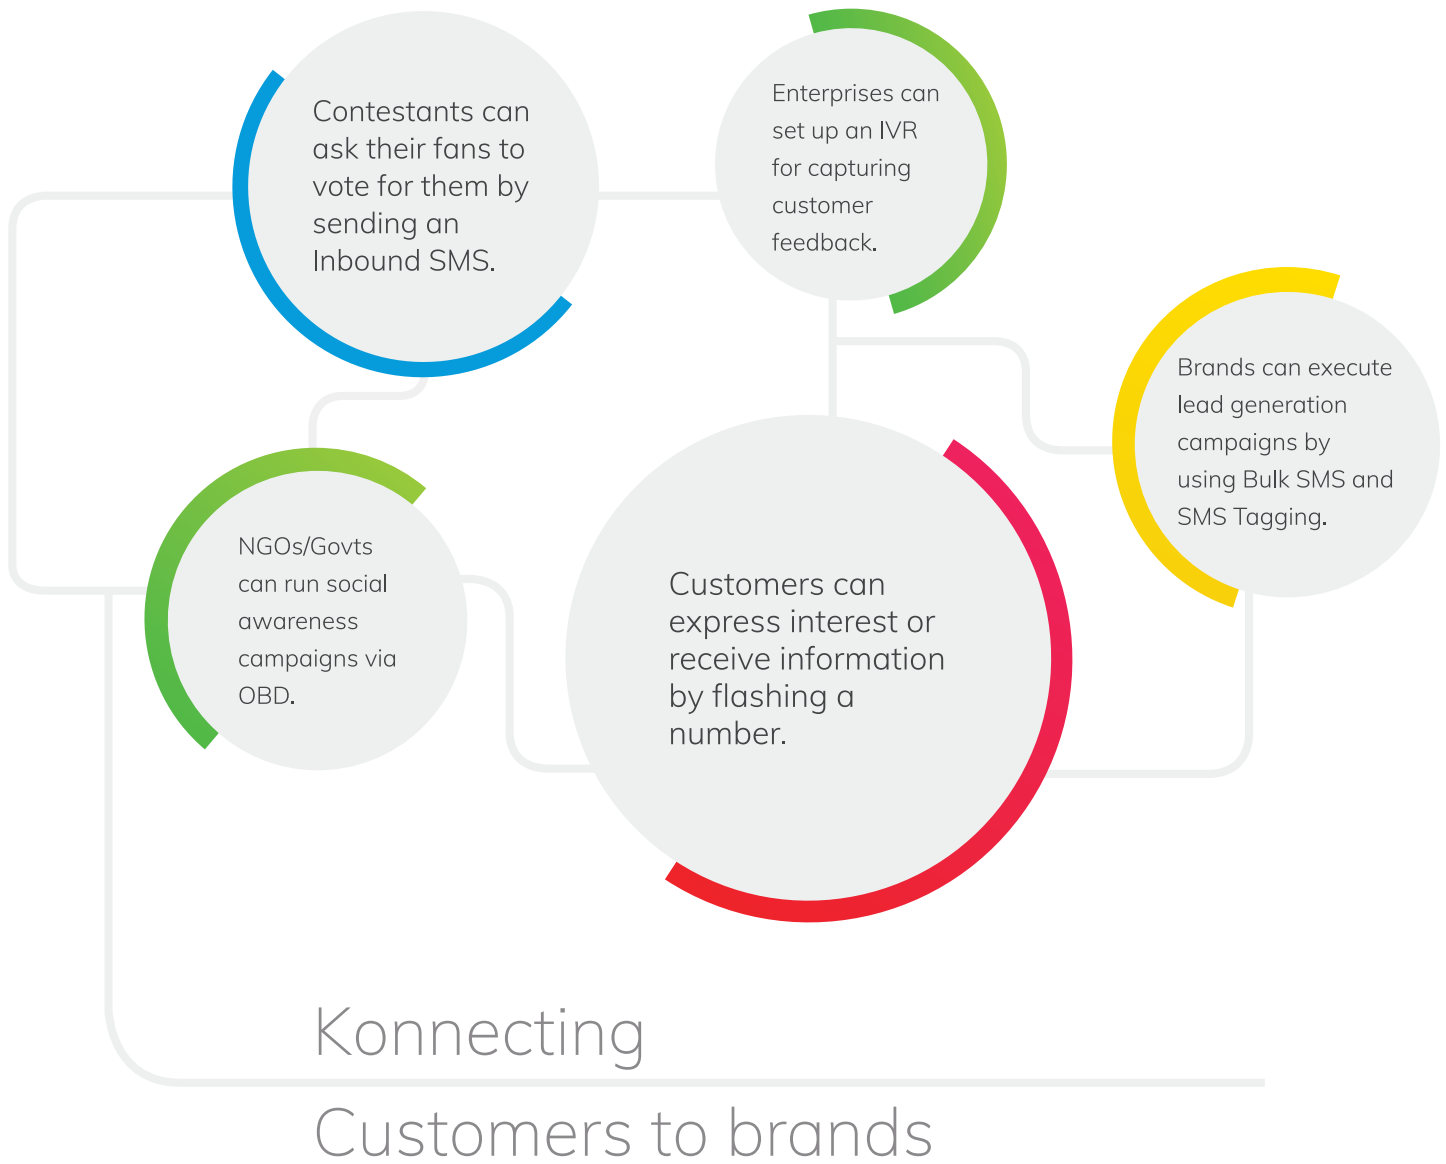 Contestants can
ask their fans to
vote for them by
sending an
Inbound SMS.
Enterprises can
set up an IVR
for capturing
customer
feedback.
Brands can execute
lead generation
campaigns by
using Bulk SMS and
SMS Tagging.
NGOs/Govts
can run social
awareness
campaigns via
OBD.
Customers can
express interest or
receive information
by flashing a
number.
Konnecting
Customers to brands